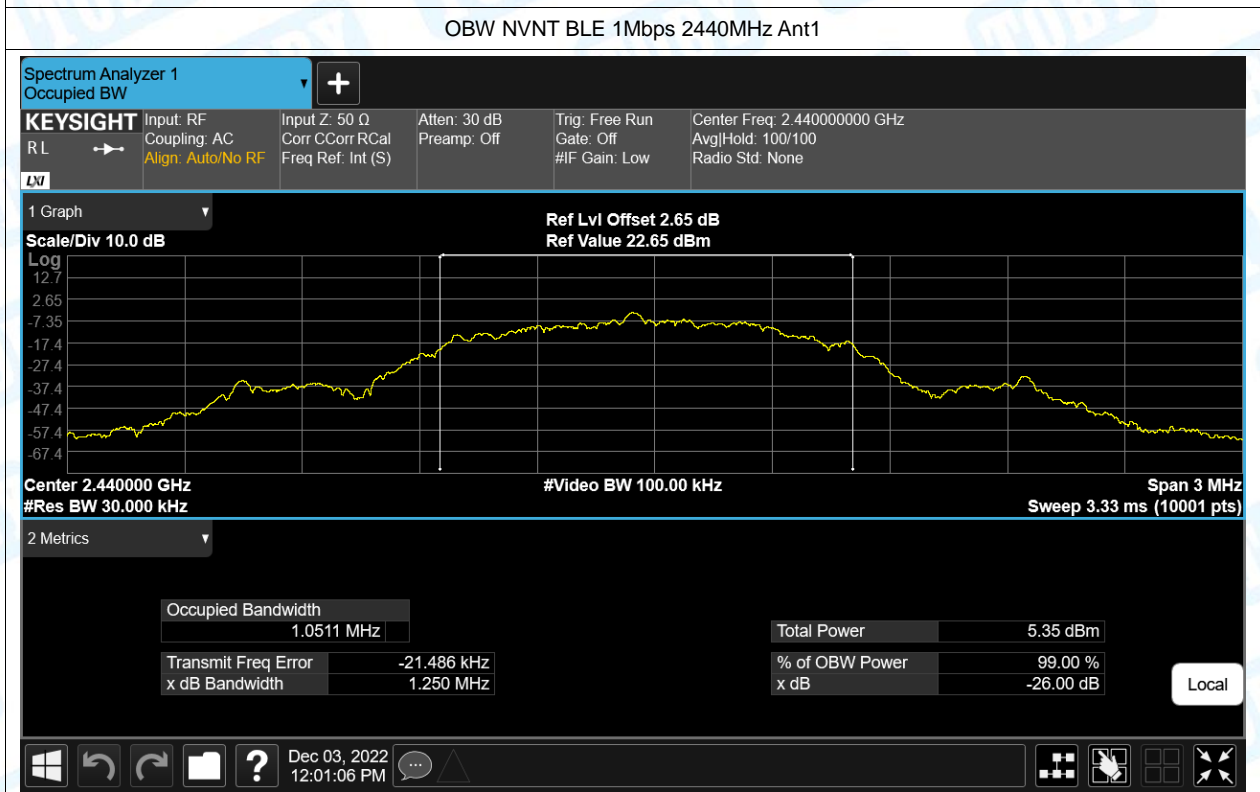 OBW NVNT BLE 1Mbps 2440MHz Ant1
Spectrum Analyzer 1
Occupied BW
KEYSIGHT
R L
LXI
Input: RF
Coupling: AC
Align: Auto/No RF
Input Z: 50 Ω
Corr CCorr RCal
Freq Ref: Int (S)
Atten: 30 dB
Preamp: Off
Trig: Free Run
Gate: Off
#IF Gain: Low
Center Freq: 2.440000000 GHz
Avg|Hold: 100/100
Radio Std: None
1 Graph
Scale/Div 10.0 dB
Ref Lvl Offset 2.65 dB
Ref Value 22.65 dBm
Log
12.7
2.65
-7.35
-17.4
-27.4
-37.4
-47.4
-57.4
-67.4
Center 2.440000 GHz
#Res BW 30.000 kHz
#Video BW 100.00 kHz
Span 3 MHz
Sweep 3.33 ms (10001 pts)
2 Metrics
Occupied Bandwidth
1.0511 MHz
Total Power 5.35 dBm
Transmit Freq Error -21.486 kHz
% of OBW Power 99.00 %
x dB Bandwidth 1.250 MHz
x dB -26.00 dB
Local
Dec 03, 2022
12:01:06 PM